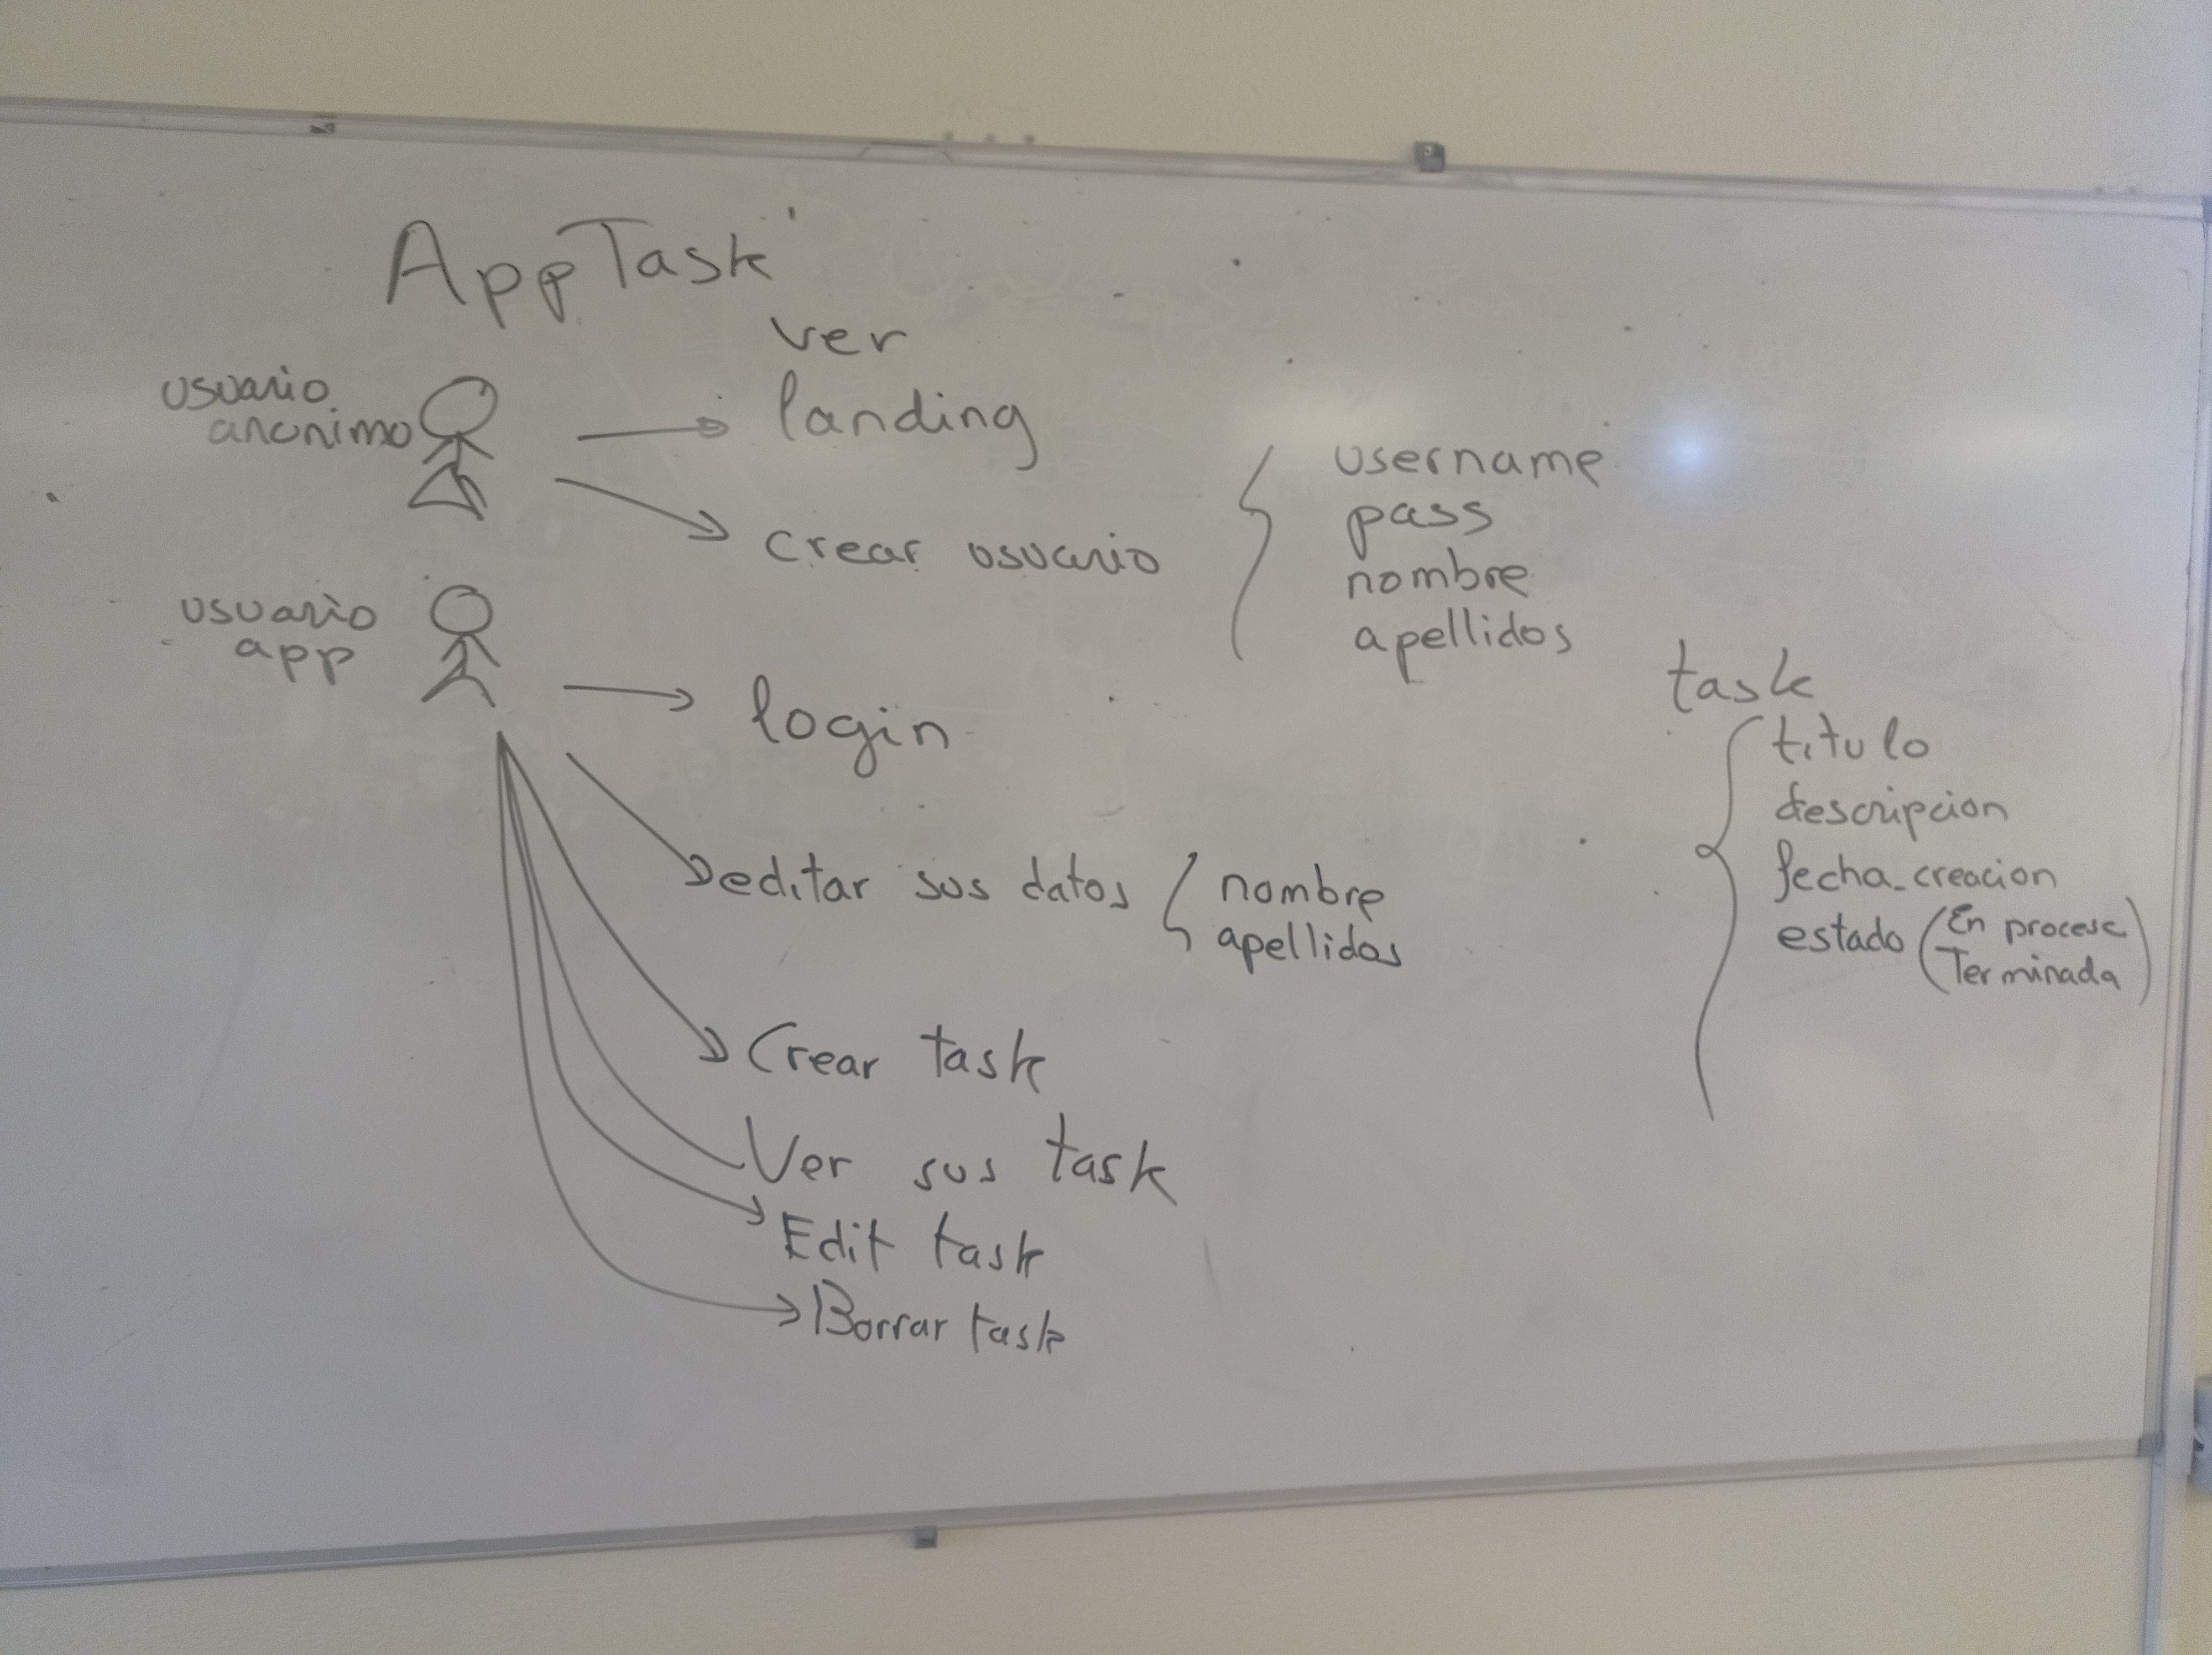 AppTask
usuario
anonimo
ver
landing
crear usuario
username
pass
nombre
apellidos
usuario
app
login
editar sus datos
nombre
apellidos
Crear task
Ver sus task
Edit task
Borrar task
task
titulo
descripcion
fecha_creacion
estado (En proceso
Terminada)